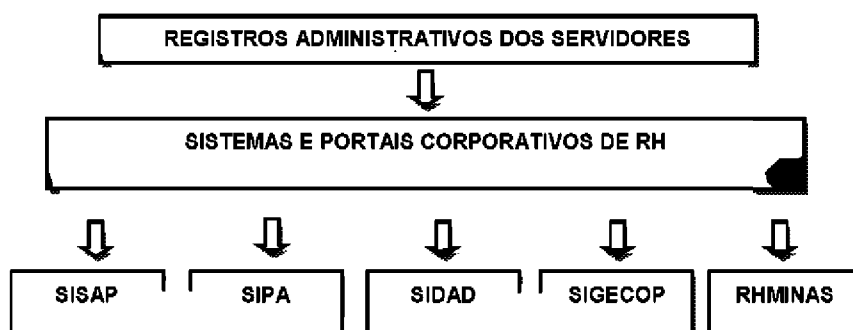 REGISTROS ADMINISTRATIVOS DOS SERVIDORES
SISTEMAS E PORTAIS CORPORATIVOS DE RH
SISAP
SIPA
SIDAD
SIGECOP
RHMINAS